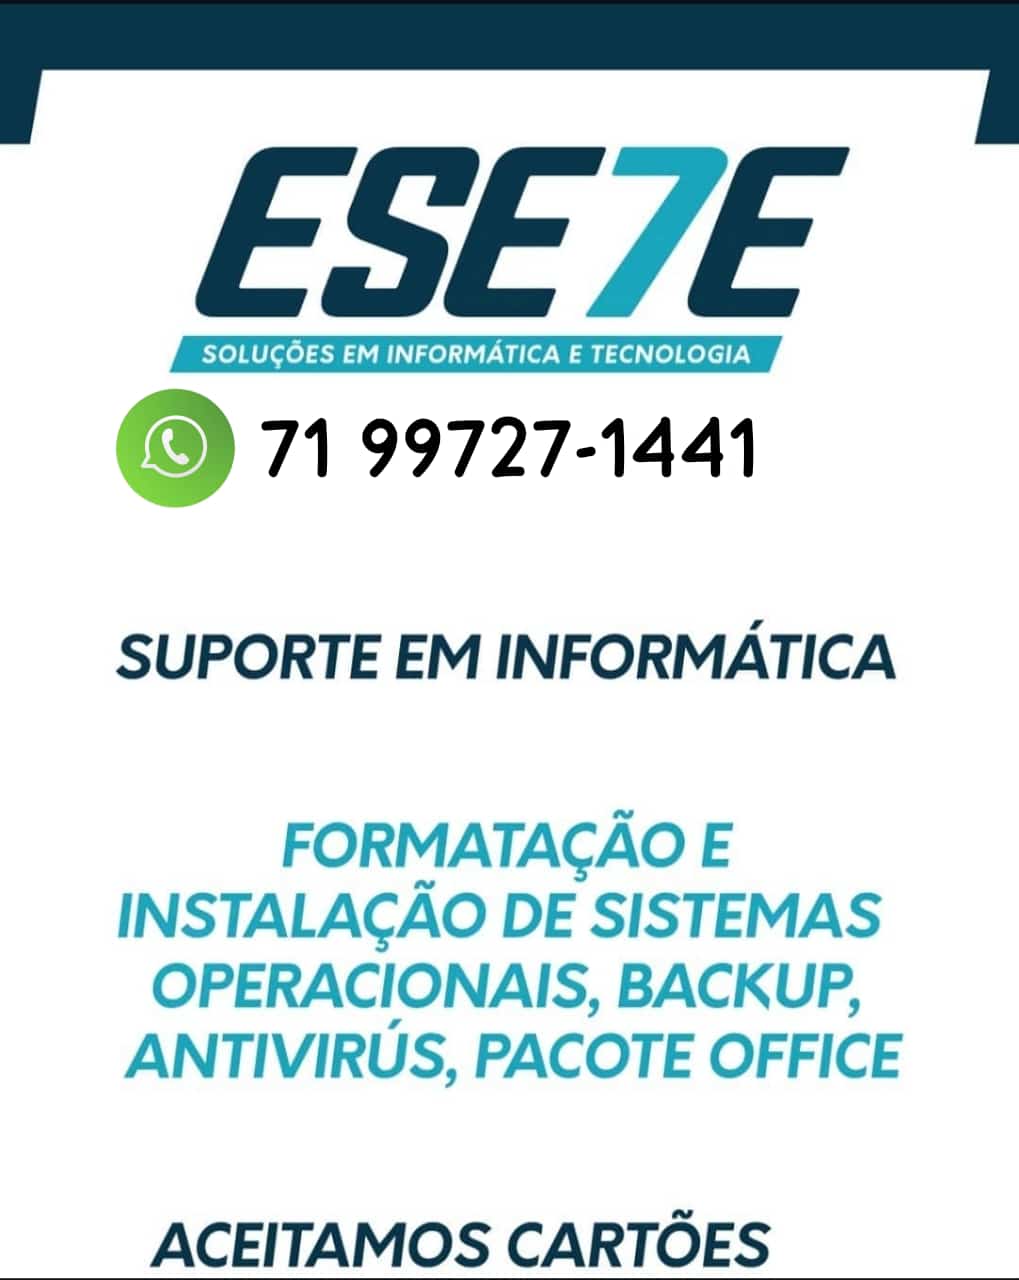 ESE7E
SOLUÇÕES EM INFORMÁTICA E TECNOLOGIA
71 99727-1441
SUPORTE EM INFORMÁTICA
FORMATAÇÃO E
INSTALAÇÃO DE SISTEMAS
OPERACIONAIS, BACKUP,
ANTIVIRÚS, PACOTE OFFICE
ACEITAMOS CARTÕES